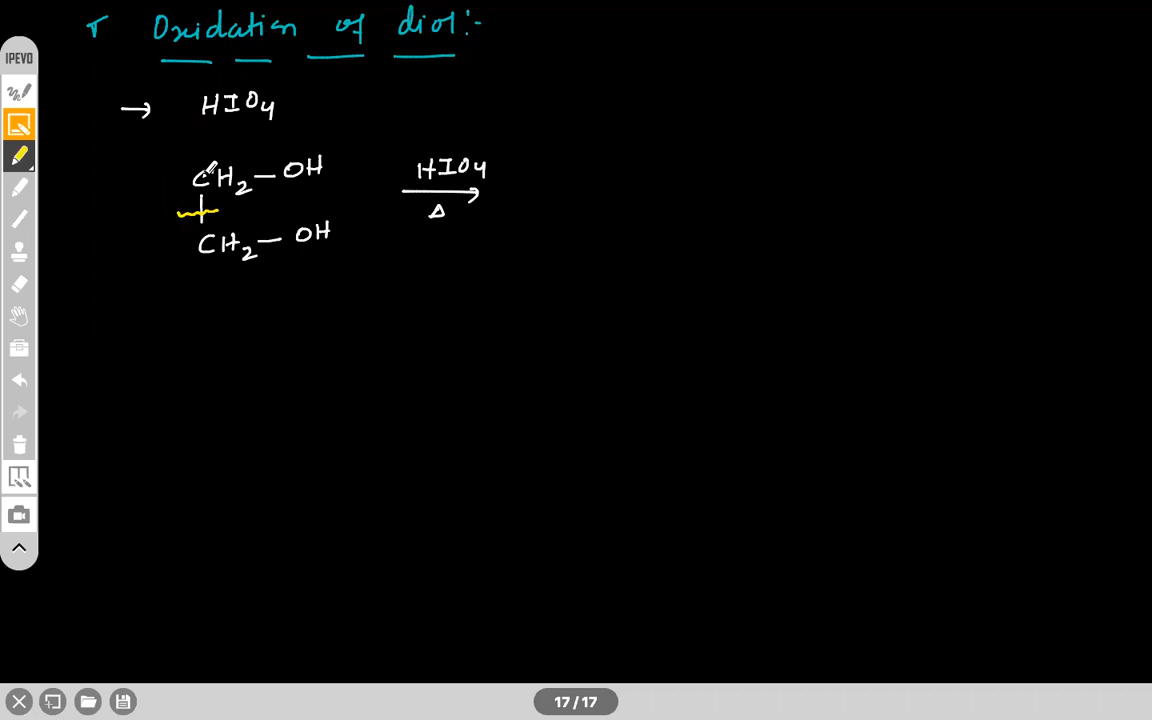 Oxidation of diol:-
→ HIO4
CH2 — OH
HIO4
Δ
CH2 — OH
IPEVO
17/17